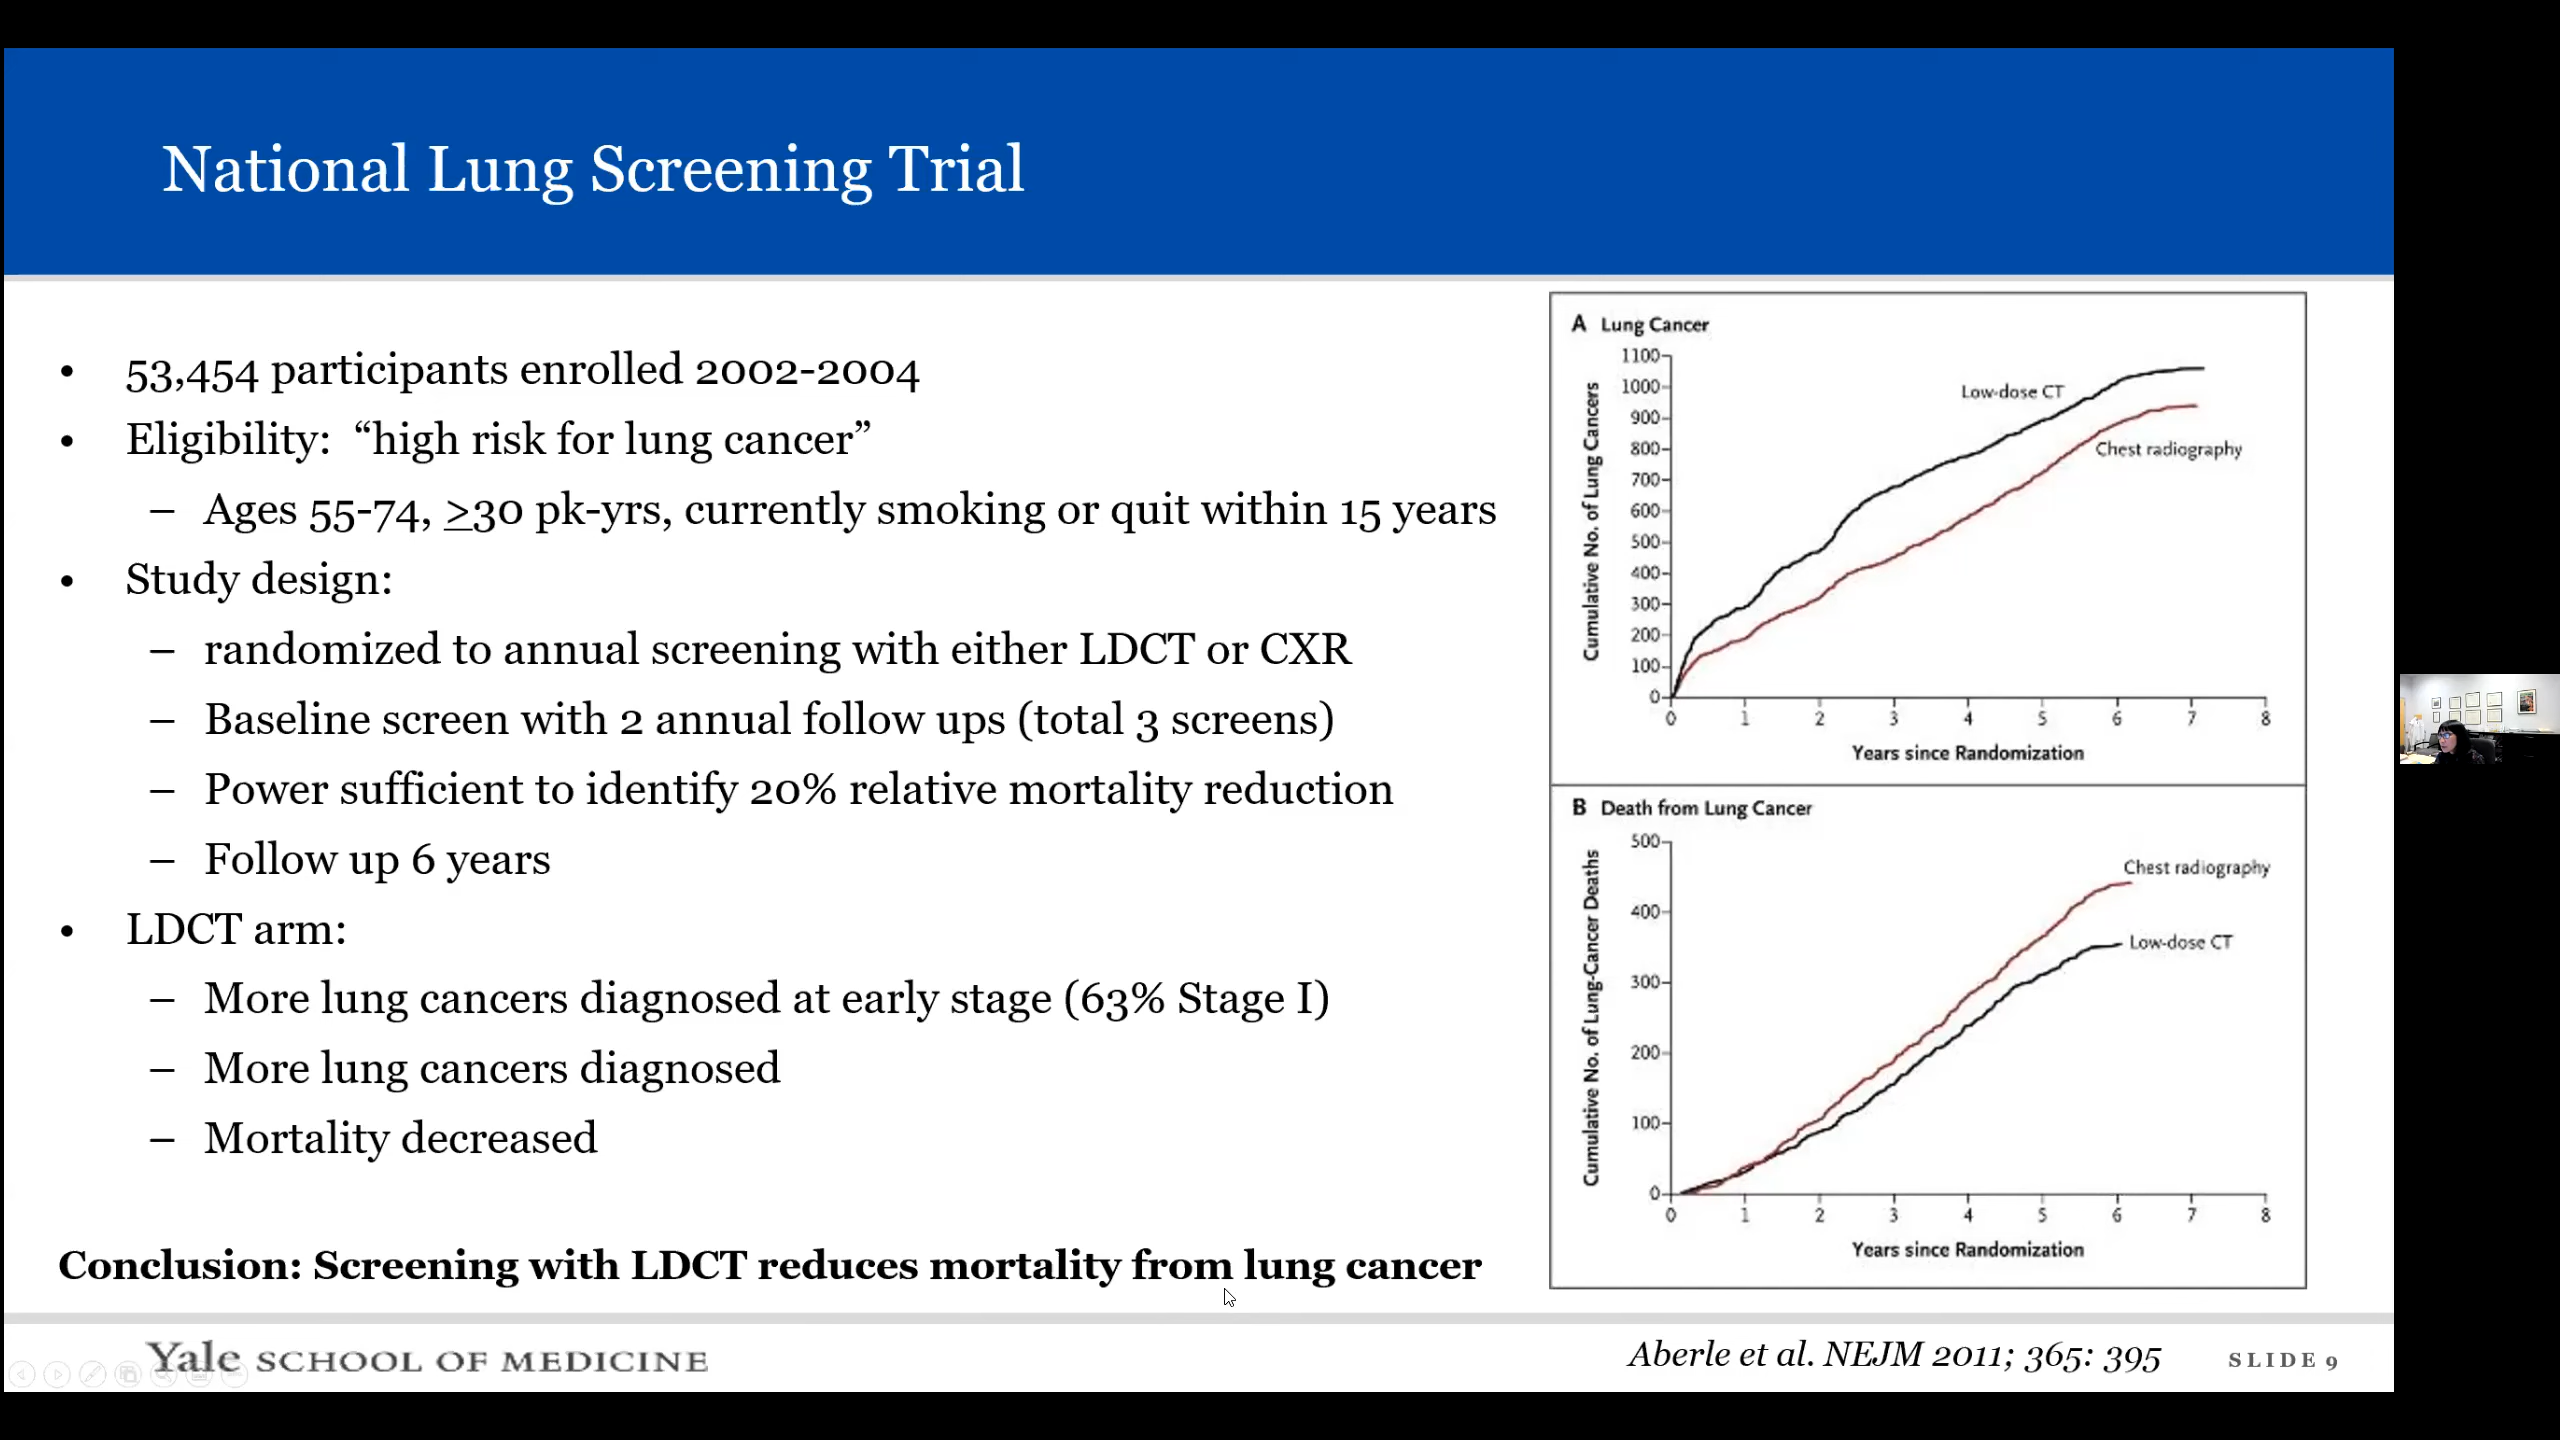 National Lung Screening Trial
• 53,454 participants enrolled 2002-2004
• Eligibility: “high risk for lung cancer”
– Ages 55-74, ≥30 pk-yrs, currently smoking or quit within 15 years
• Study design:
– randomized to annual screening with either LDCT or CXR
– Baseline screen with 2 annual follow ups (total 3 screens)
– Power sufficient to identify 20% relative mortality reduction
– Follow up 6 years
• LDCT arm:
– More lung cancers diagnosed at early stage (63% Stage I)
– More lung cancers diagnosed
– Mortality decreased
Conclusion: Screening with LDCT reduces mortality from lung cancer
A Lung Cancer
Cumulative No. of Lung Cancers
1100
1000
900
800
700
600
500
400
300
200
100
0
Low-dose CT
Chest radiography
0 1 2 3 4 5 6 7 8
Years since Randomization
B Death from Lung Cancer
Cumulative No. of Lung-Cancer Deaths
500
400
300
200
100
0
Chest radiography
Low-dose CT
0 1 2 3 4 5 6 7 8
Years since Randomization
Yale SCHOOL OF MEDICINE
Aberle et al. NEJM 2011; 365: 395
SLIDE 9